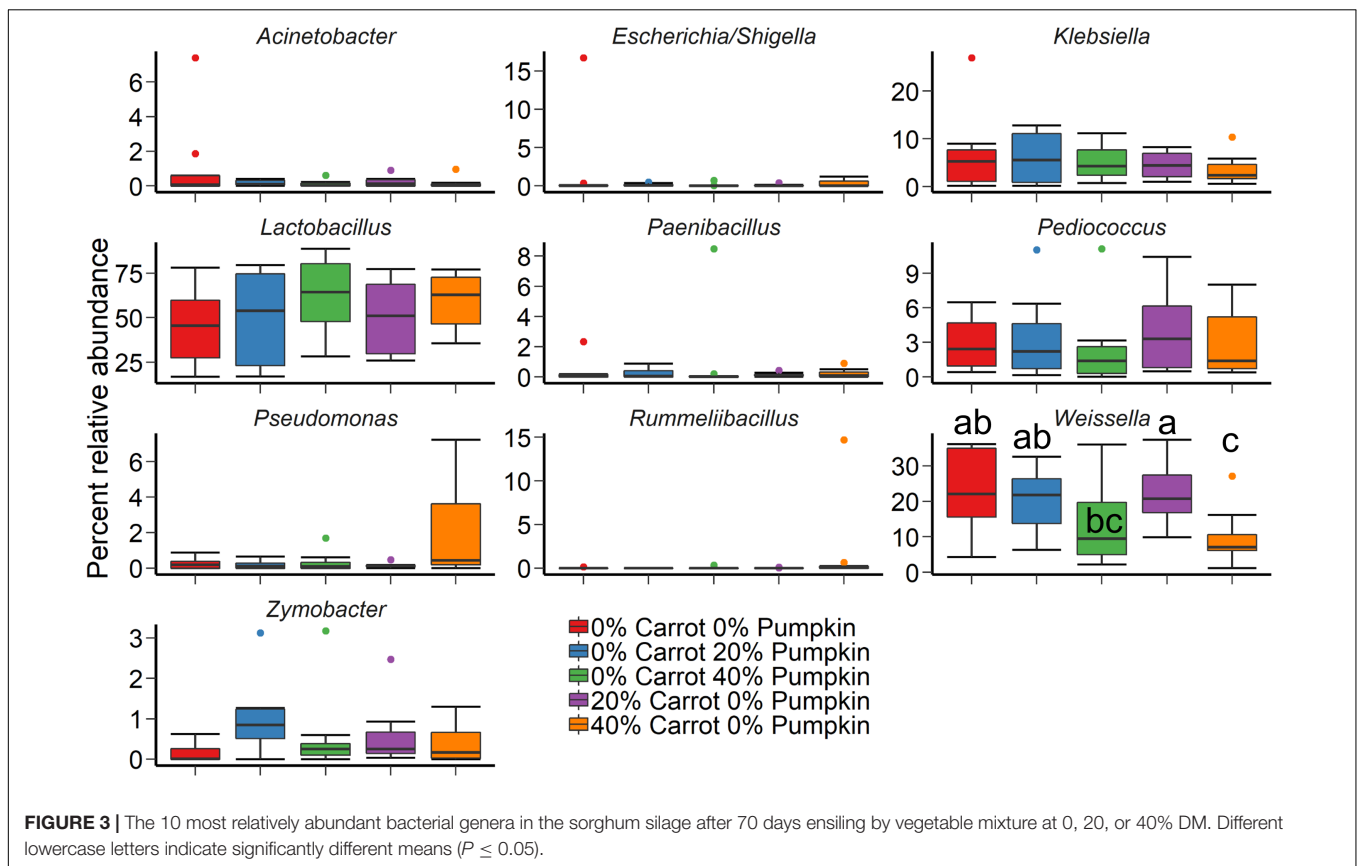 Acinetobacter
Escherichia/Shigella
Klebsiella
6
4
2
0
15
10
5
0
20
10
0
Lactobacillus
Paenibacillus
Pediococcus
Percent relative abundance
75
50
25
8
6
4
2
0
9
6
3
0
Pseudomonas
Rummeliibacillus
Weissella
6
4
2
0
15
10
5
0
30
20
10
0
ab
ab
bc
a
c
Zymobacter
3
2
1
0
0% Carrot 0% Pumpkin
0% Carrot 20% Pumpkin
0% Carrot 40% Pumpkin
20% Carrot 0% Pumpkin
40% Carrot 0% Pumpkin
FIGURE 3 | The 10 most relatively abundant bacterial genera in the sorghum silage after 70 days ensiling by vegetable mixture at 0, 20, or 40% DM. Different
lowercase letters indicate significantly different means (P ≤ 0.05).